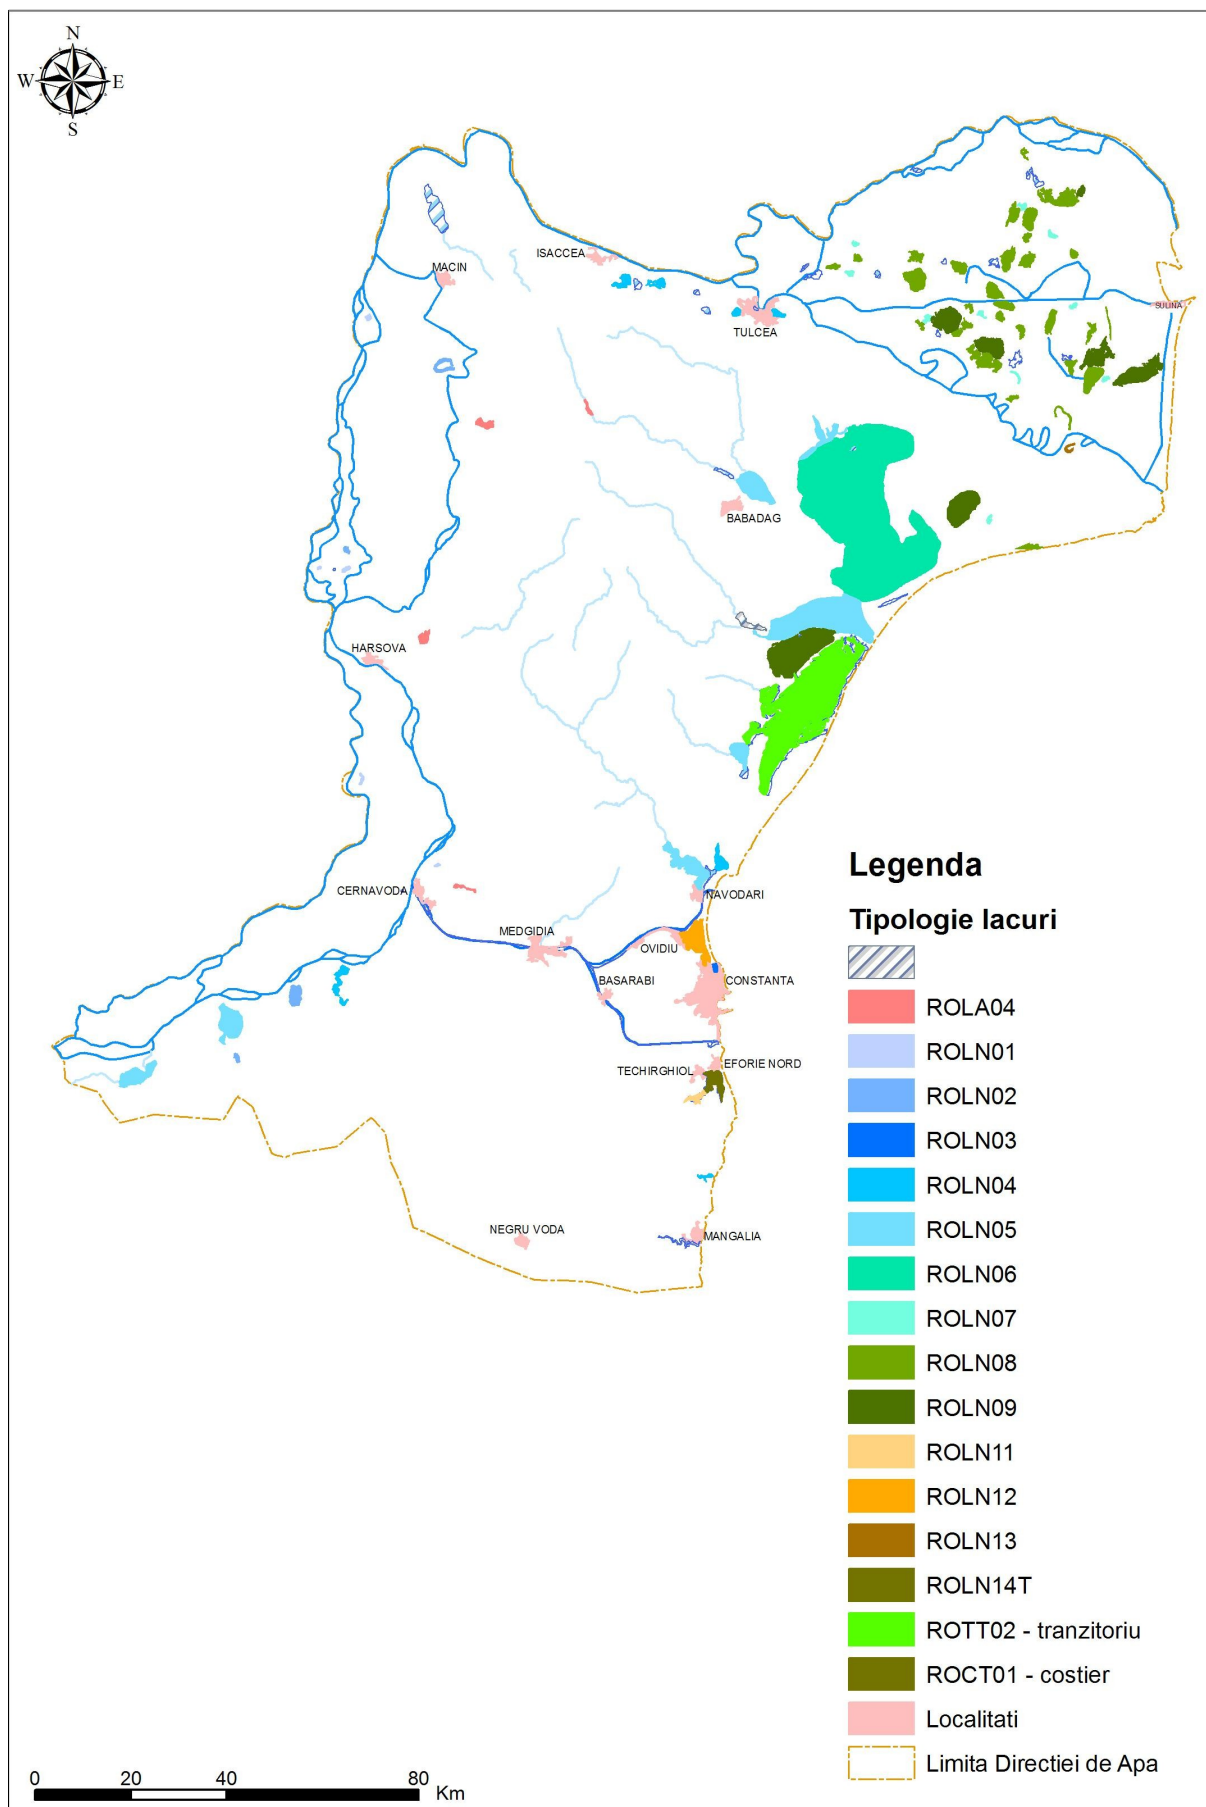 N
W E
S
ISACCEA
MACIN
SULINA
TULCEA
BABADAG
HARSOVA
CERNAVODA
NAVODARI
MEDGIDIA
OVIDIU
BASARABI
CONSTANTA
EFORIE NORD
TECHIRGHIOL
NEGRU VODA
MANGALIA
Legenda
Tipologie lacuri
ROLA04
ROLN01
ROLN02
ROLN03
ROLN04
ROLN05
ROLN06
ROLN07
ROLN08
ROLN09
ROLN11
ROLN12
ROLN13
ROLN14T
ROTT02 - tranzitoriu
ROCT01 - costier
Localitati
Limita Directiei de Apa
0 20 40 80
Km